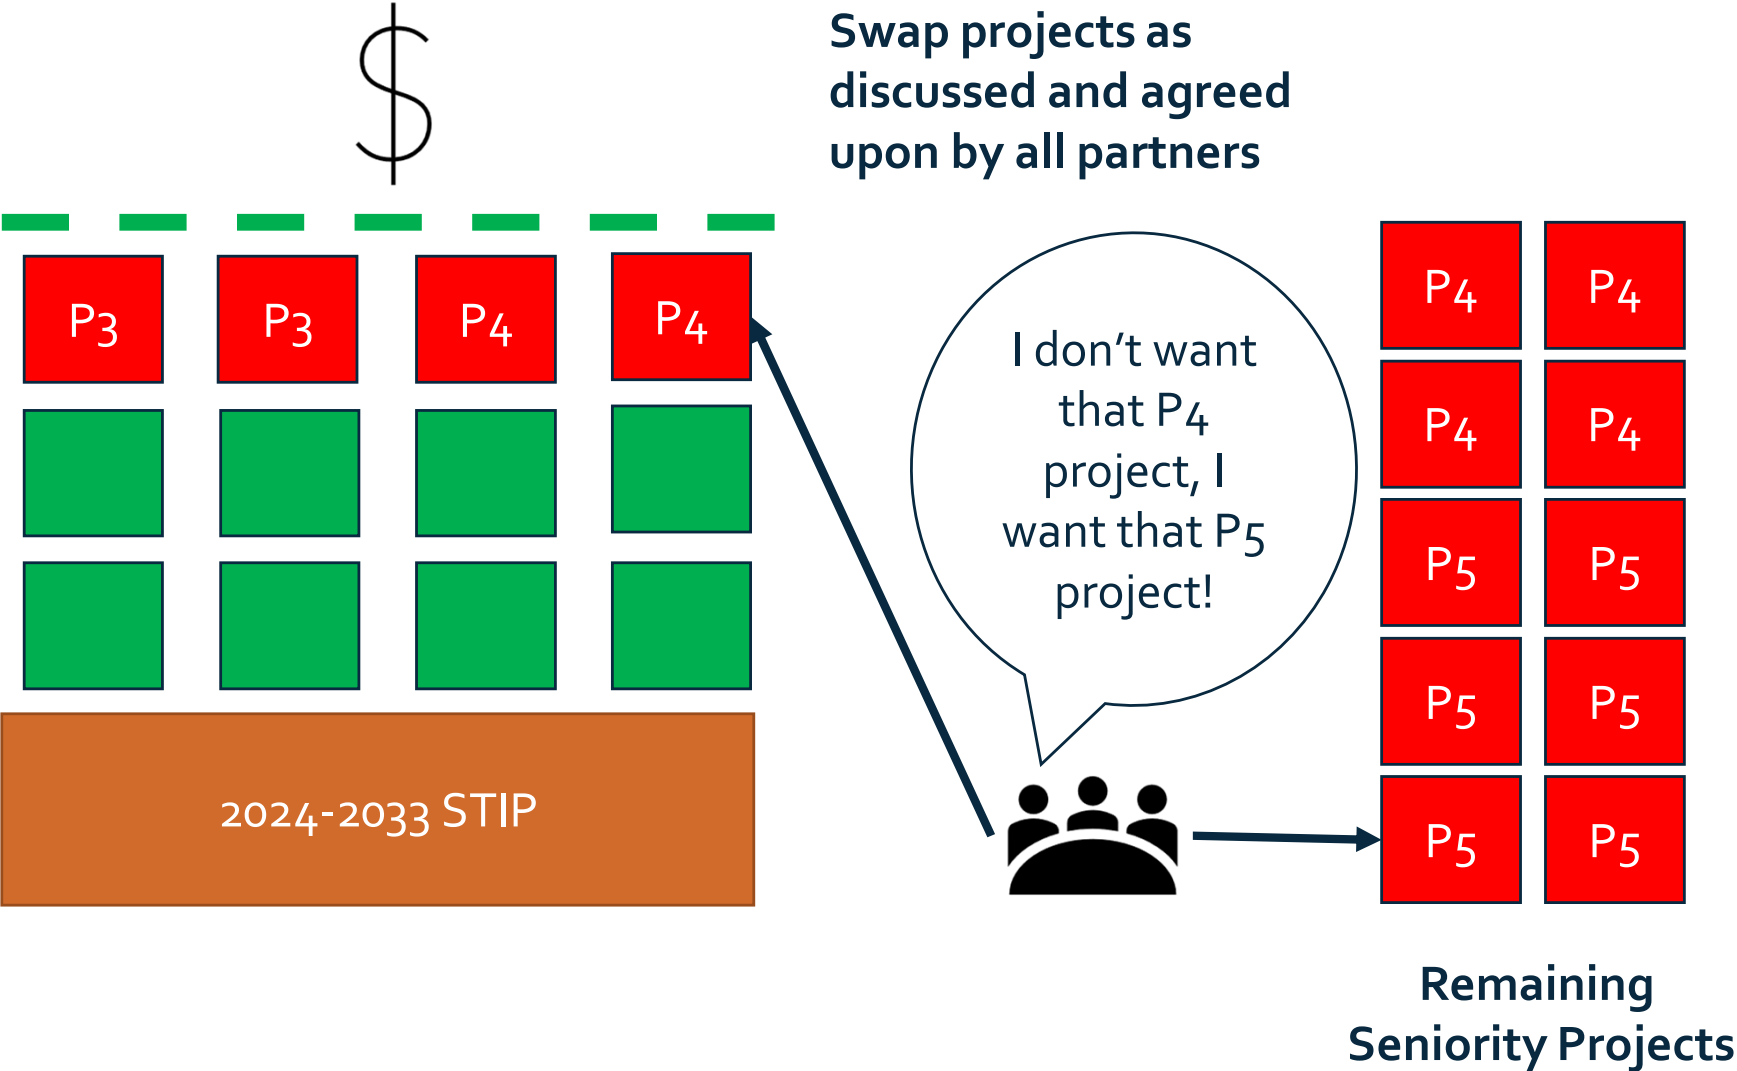 $
Swap projects as
discussed and agreed
upon by all partners
P3 P3 P4 P4
2024-2033 STIP
I don’t want
that P4
project, I
want that P5
project!
P4 P4
P4 P4
P5 P5
P5 P5
P5 P5
Remaining
Seniority Projects